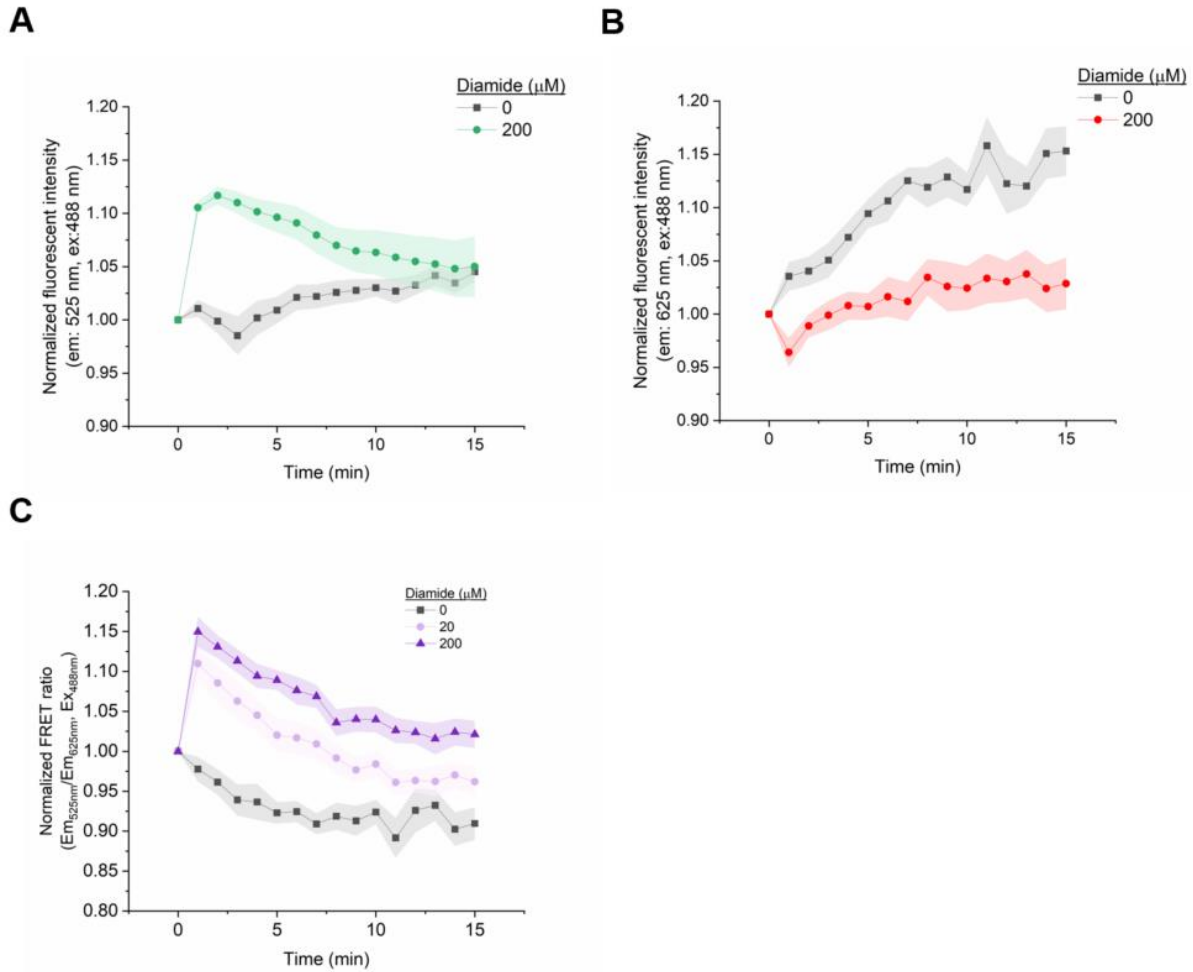 A
Diamide (μM)
0
200
Normalized fluorescent intensity
(em: 525 nm, ex:488 nm)
1.20
1.15
1.10
1.05
1.00
0.95
0.90
0
5
10
15
Time (min)
B
Diamide (μM)
0
200
Normalized fluorescent intensity
(em: 625 nm, ex:488 nm)
1.20
1.15
1.10
1.05
1.00
0.95
0.90
0
5
10
15
Time (min)
C
Diamide (μM)
0
20
200
Normalized FRET ratio
(Em525nm/Em625nm, Ex488nm)
1.20
1.15
1.10
1.05
1.00
0.95
0.90
0.85
0.80
0
5
10
15
Time (min)